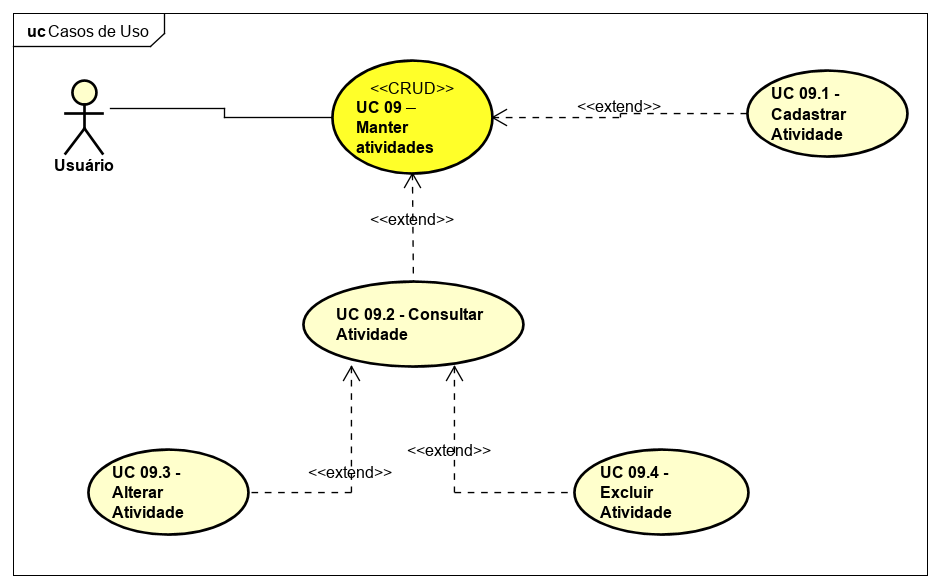 uc Casos de Uso
Usuário
<<CRUD>>
UC 09 –
Manter
atividades
<<extend>>
UC 09.1 -
Cadastrar
Atividade
<<extend>>
UC 09.2 - Consultar
Atividade
<<extend>>
<<extend>>
UC 09.3 -
Alterar
Atividade
UC 09.4 -
Excluir
Atividade